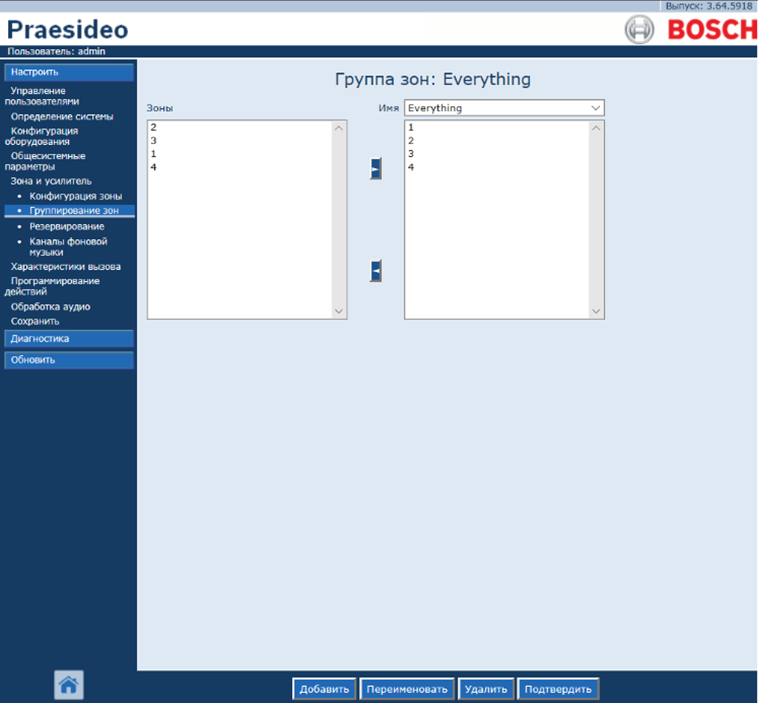 Выпуск: 3.64.5918
Praesideo
BOSCH
Пользователь: admin
Настроить
Управление
пользователями
Определение системы
Конфигурация
оборудования
Общесистемные
параметры
Зона и усилитель
• Конфигурация зоны
• Группирование зон
• Резервирование
• Каналы фоновой
музыки
Характеристики вызова
Программирование
действий
Обработка аудио
Сохранить
Диагностика
Обновить
Группа зон: Everything
Зоны
2
3
1
4
Имя Everything
1
2
3
4
Добавить Переименовать Удалить Подтвердить